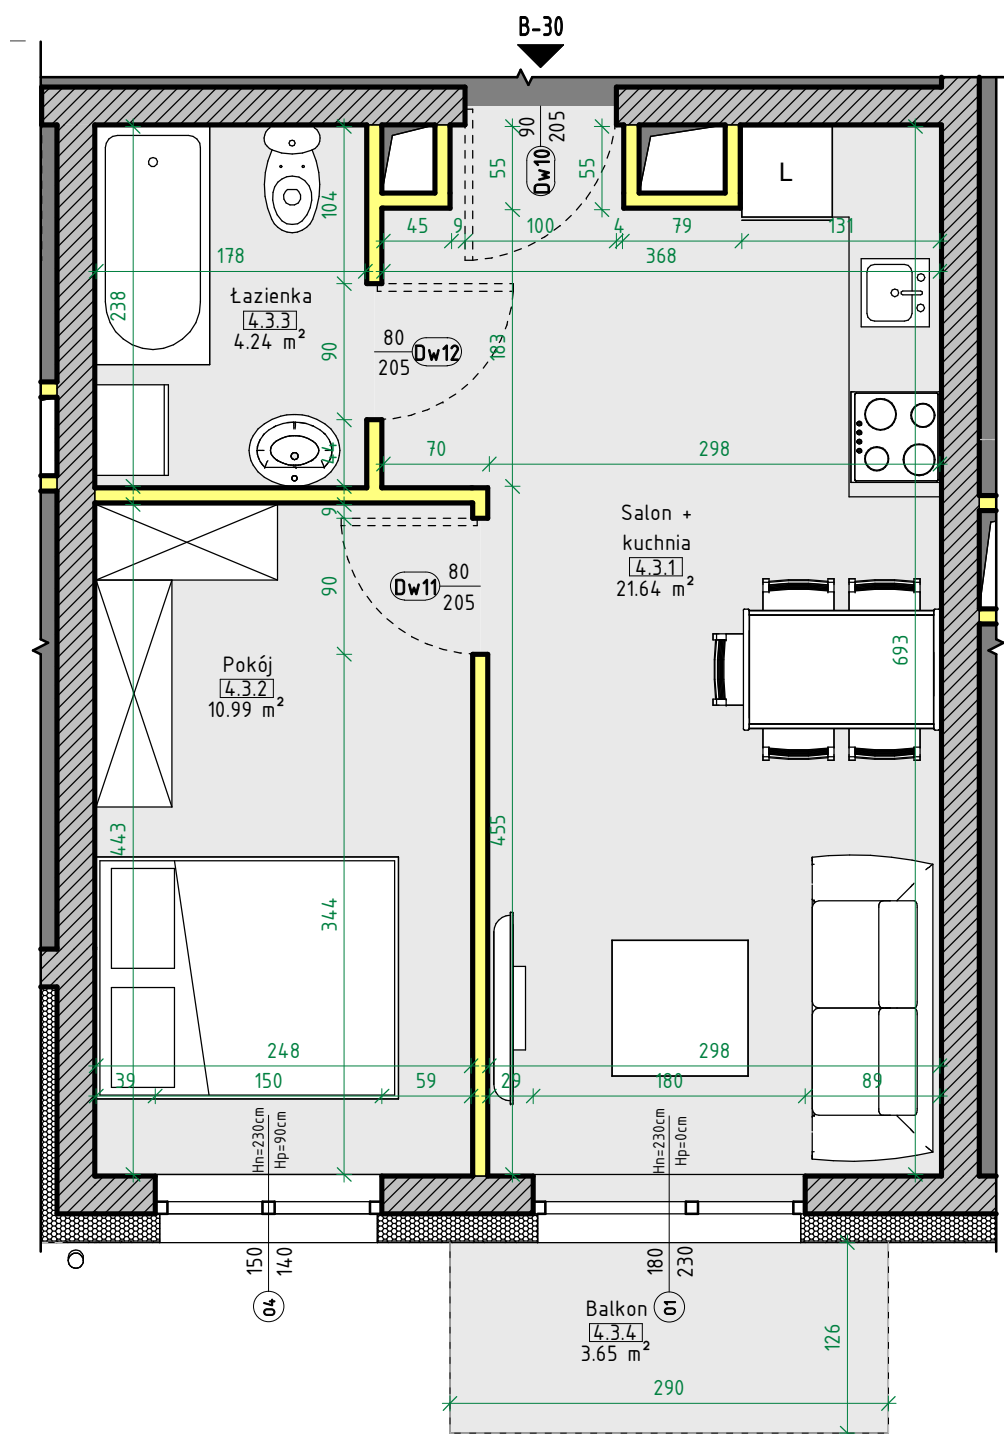 B-30
90
205
Dw10
55
55
L
104
45
9
100
4
79
131
178
368
238
Łazienka
4.3.3
4.24 m²
80
205
Dw12
183
90
44
70
298
9
Salon +
kuchnia
4.3.1
21.64 m²
Dw11
80
205
90
693
Pokój
4.3.2
10.99 m²
443
455
344
248
298
39
150
59
29
180
89
Hn=230cm
Hp=90cm
Hn=230cm
Hp=0cm
150
140
04
180
230
01
Balkon
4.3.4
3.65 m²
126
290